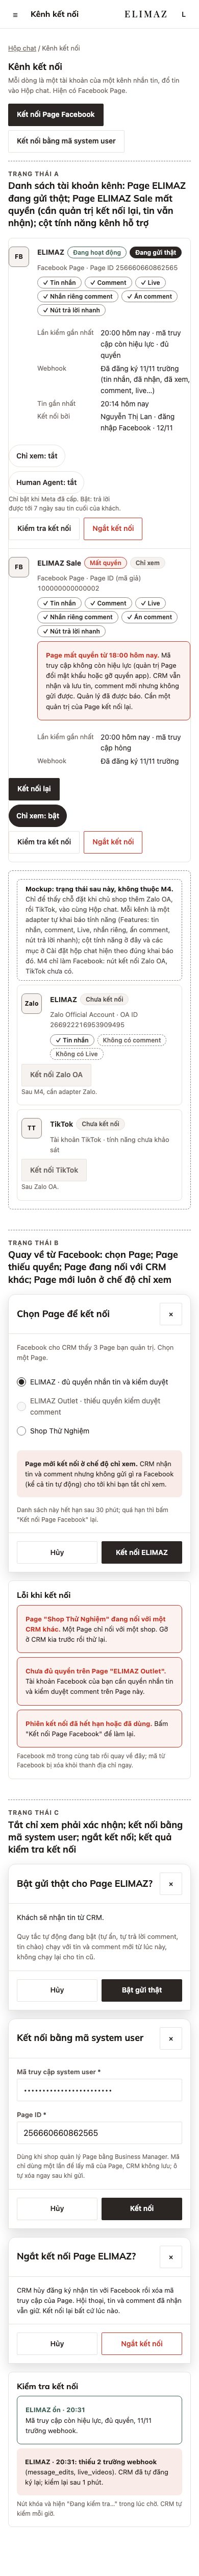 ≡ Kênh kết nối ELIMAZ L
Hộp chat / Kênh kết nối
Kênh kết nối
Mỗi dòng là một tài khoản của một kênh nhắn tin, đổ tin
vào Hộp chat. Hiện có Facebook Page.
Kết nối Page Facebook
Kết nối bằng mã system user
TRẠNG THÁI A
Danh sách tài khoản kênh: Page ELIMAZ
đang gửi thật; Page ELIMAZ Sale mất
quyền (cần quản trị kết nối lại, tin vẫn
nhận); cột tính năng kênh hỗ trợ
FB
ELIMAZ Đang hoạt động Đang gửi thật
Facebook Page · Page ID 256660660862565
✓ Tin nhắn ✓ Comment ✓ Live
✓ Nhắn riêng comment ✓ Ẩn comment
✓ Nút trả lời nhanh
Lần kiểm gần nhất 20:00 hôm nay · mã truy
cập còn hiệu lực · đủ
quyền
Webhook Đã đăng ký 11/11 trường
(tin nhắn, đã nhận, đã xem,
comment, live…)
Tin gần nhất 20:14 hôm nay
Kết nối bởi Nguyễn Thị Lan · đăng
nhập Facebook · 12/11
Chỉ xem: tắt
Human Agent: tắt
Chỉ bật khi Meta đã cấp. Bật: trả lời
được tới 7 ngày sau tin cuối của khách.
Kiểm tra kết nối Ngắt kết nối
FB
ELIMAZ Sale Mất quyền Chỉ xem
Facebook Page · Page ID (mã giả)
100000000000002
✓ Tin nhắn ✓ Comment ✓ Live
✓ Nhắn riêng comment ✓ Ẩn comment
✓ Nút trả lời nhanh
Page mất quyền từ 18:00 hôm nay. Mã
truy cập không còn hiệu lực (quản trị Page
đổi mật khẩu hoặc gỡ quyền app). CRM vẫn
nhận và lưu tin, comment mới nhưng không
gửi được. Quản lý đã được báo. Cần một
quản trị của Page kết nối lại.
Lần kiểm gần nhất 20:00 hôm nay · mã truy
cập hỏng
Webhook Đã đăng ký 11/11 trường
Kết nối lại
Chỉ xem: bật
Kiểm tra kết nối Ngắt kết nối
Mockup: trạng thái sau này, không thuộc M4.
Chỉ để thấy chỗ đặt khi chủ shop thêm Zalo OA,
rồi TikTok, vào cùng Hộp chat. Mỗi kênh là một
adapter tự khai báo tính năng (Features: tin
nhắn, comment, Live, nhắn riêng, ẩn comment,
nút trả lời nhanh); cột tính năng ở đây và các
mục ở Cài đặt hộp chat hiện theo đúng khai báo
đó. M4 chỉ làm Facebook: nút kết nối Zalo OA,
TikTok chưa có.
Zalo
ELIMAZ Chưa kết nối
Zalo Official Account · OA ID
2669222216953909495
✓ Tin nhắn Không có comment
Không có Live
Kết nối Zalo OA
Sau M4, cần adapter Zalo.
TT
TikTok Chưa kết nối
Tài khoản TikTok · tính năng chưa khảo
sát
Kết nối TikTok
Sau Zalo OA.
TRẠNG THÁI B
Quay về từ Facebook: chọn Page; Page
thiếu quyền; Page đang nối với CRM
khác; Page mới luôn ở chế độ chỉ xem
Chọn Page để kết nối ×
Facebook cho CRM thấy 3 Page bạn quản trị. Chọn
một Page.
ELIMAZ · đủ quyền nhắn tin và kiểm duyệt
ELIMAZ Outlet · thiếu quyền kiểm duyệt
comment
Shop Thử Nghiệm
Page mới kết nối ở chế độ chỉ xem. CRM nhận
tin và comment nhưng không gửi gì ra Facebook
(kể cả tin tự động) cho tới khi bạn tắt chỉ xem.
Danh sách này hết hạn sau 30 phút; quá hạn thì bấm
"Kết nối Page Facebook" lại.
Hủy Kết nối ELIMAZ
Lỗi khi kết nối
Page "Shop Thử Nghiệm" đang nối với một
CRM khác. Một Page chỉ nối với một shop. Gỡ
ở CRM kia trước rồi thử lại.
Chưa đủ quyền trên Page "ELIMAZ Outlet".
Tài khoản Facebook của bạn cần quyền nhắn tin
và kiểm duyệt comment trên Page này.
Phiên kết nối đã hết hạn hoặc đã dùng. Bấm
"Kết nối Page Facebook" để làm lại.
Facebook mở trong cùng tab rồi quay về đây; mã từ
Facebook bị xóa khỏi thanh địa chỉ ngay.
TRẠNG THÁI C
Tắt chỉ xem phải xác nhận; kết nối bằng
mã system user; ngắt kết nối; kết quả
kiểm tra kết nối
Bật gửi thật cho Page ELIMAZ? ×
Khách sẽ nhận tin từ CRM.
Quy tắc tự động đang bật (tự ẩn, tự trả lời comment,
tin chào) chạy với tin và comment mới từ lúc này,
không chạy lại cho tin cũ.
Hủy Bật gửi thật
Kết nối bằng mã system user ×
Mã truy cập system user *
••••••••••••••••••••••••
Page ID *
256660660862565
Dùng khi shop quản lý Page bằng Business Manager. Mã
chỉ dùng một lần để lấy mã của Page, CRM không lưu; ô
tự xóa ngay sau khi gửi.
Hủy Kết nối
Ngắt kết nối Page ELIMAZ? ×
CRM hủy đăng ký nhận tin với Facebook rồi xóa mã
truy cập của Page. Hội thoại, tin và comment đã nhận
vẫn giữ. Kết nối lại bất cứ lúc nào.
Hủy Ngắt kết nối
Kiểm tra kết nối
ELIMAZ ổn · 20:31
Mã truy cập còn hiệu lực, đủ quyền, 11/11
trường webhook.
ELIMAZ · 20:31: thiếu 2 trường webhook
(message_edits, live_videos). CRM đã tự đăng
ký lại; kiểm lại sau 1 phút.
Nút khóa và hiện "Đang kiểm tra…" trong lúc chờ. CRM tự
kiểm mỗi giờ.